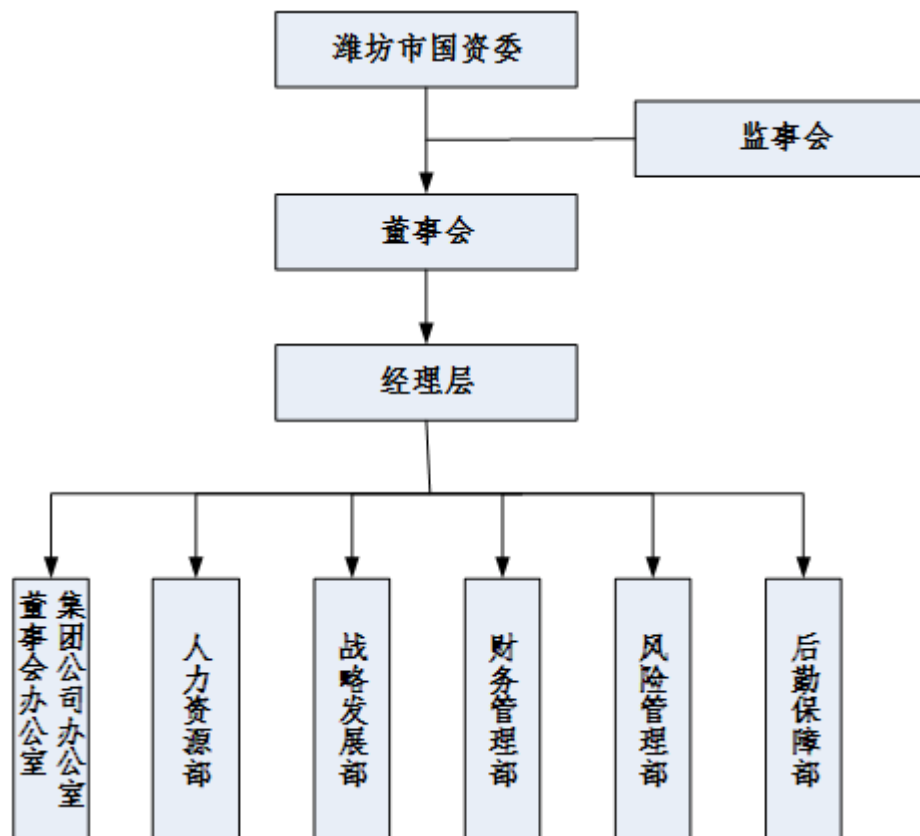 潍坊市国资委
监事会
董事会
经理层
集团公司办公室
董事会办公室
人力资源部
战略发展部
财务管理部
风险管理部
后勤保障部